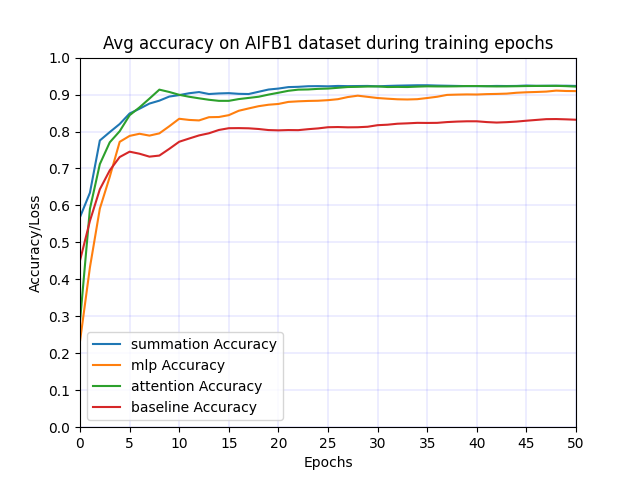 Avg accuracy on AIFB1 dataset during training epochs
Accuracy/Loss
1.0
0.9
0.8
0.7
0.6
0.5
0.4
0.3
0.2
0.1
0.0
summation Accuracy
mlp Accuracy
attention Accuracy
baseline Accuracy
0 5 10 15 20 25 30 35 40 45 50
Epochs